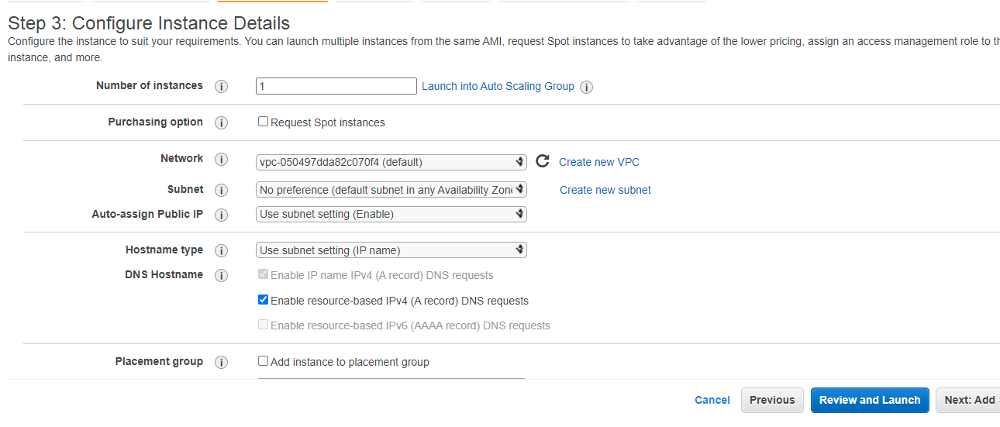 Step 3: Configure Instance Details
Configure the instance to suit your requirements. You can launch multiple instances from the same AMI, request Spot instances to take advantage of the lower pricing, assign an access management role to
instance, and more.
Number of instances i 1 Launch into Auto Scaling Group i
Purchasing option i Request Spot instances
Network i vpc-050497dda82c070f4 (default) Create new VPC
Subnet i No preference (default subnet in any Availability Zone Create new subnet
Auto-assign Public IP i Use subnet setting (Enable)
Hostname type i Use subnet setting (IP name)
DNS Hostname i Enable IP name IPv4 (A record) DNS requests
Enable resource-based IPv4 (A record) DNS requests
Enable resource-based IPv6 (AAAA record) DNS requests
Placement group i Add instance to placement group
Cancel Previous Review and Launch Next: Add